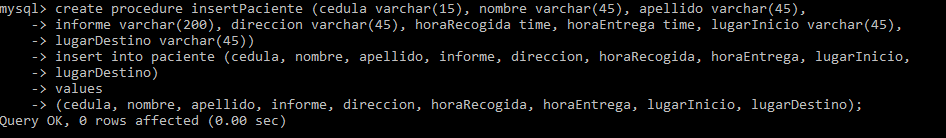 mysql> create procedure insertPaciente (cedula varchar(15), nombre varchar(45), apellido varchar(45),
    -> informe varchar(200), direccion varchar(45), horaRecogida time, horaEntrega time, lugarInicio varchar(45),
    -> lugarDestino varchar(45))
    -> insert into paciente (cedula, nombre, apellido, informe, direccion, horaRecogida, horaEntrega, lugarInicio,
    -> lugarDestino)
    -> values
    -> (cedula, nombre, apellido, informe, direccion, horaRecogida, horaEntrega, lugarInicio, lugarDestino);
Query OK, 0 rows affected (0.00 sec)